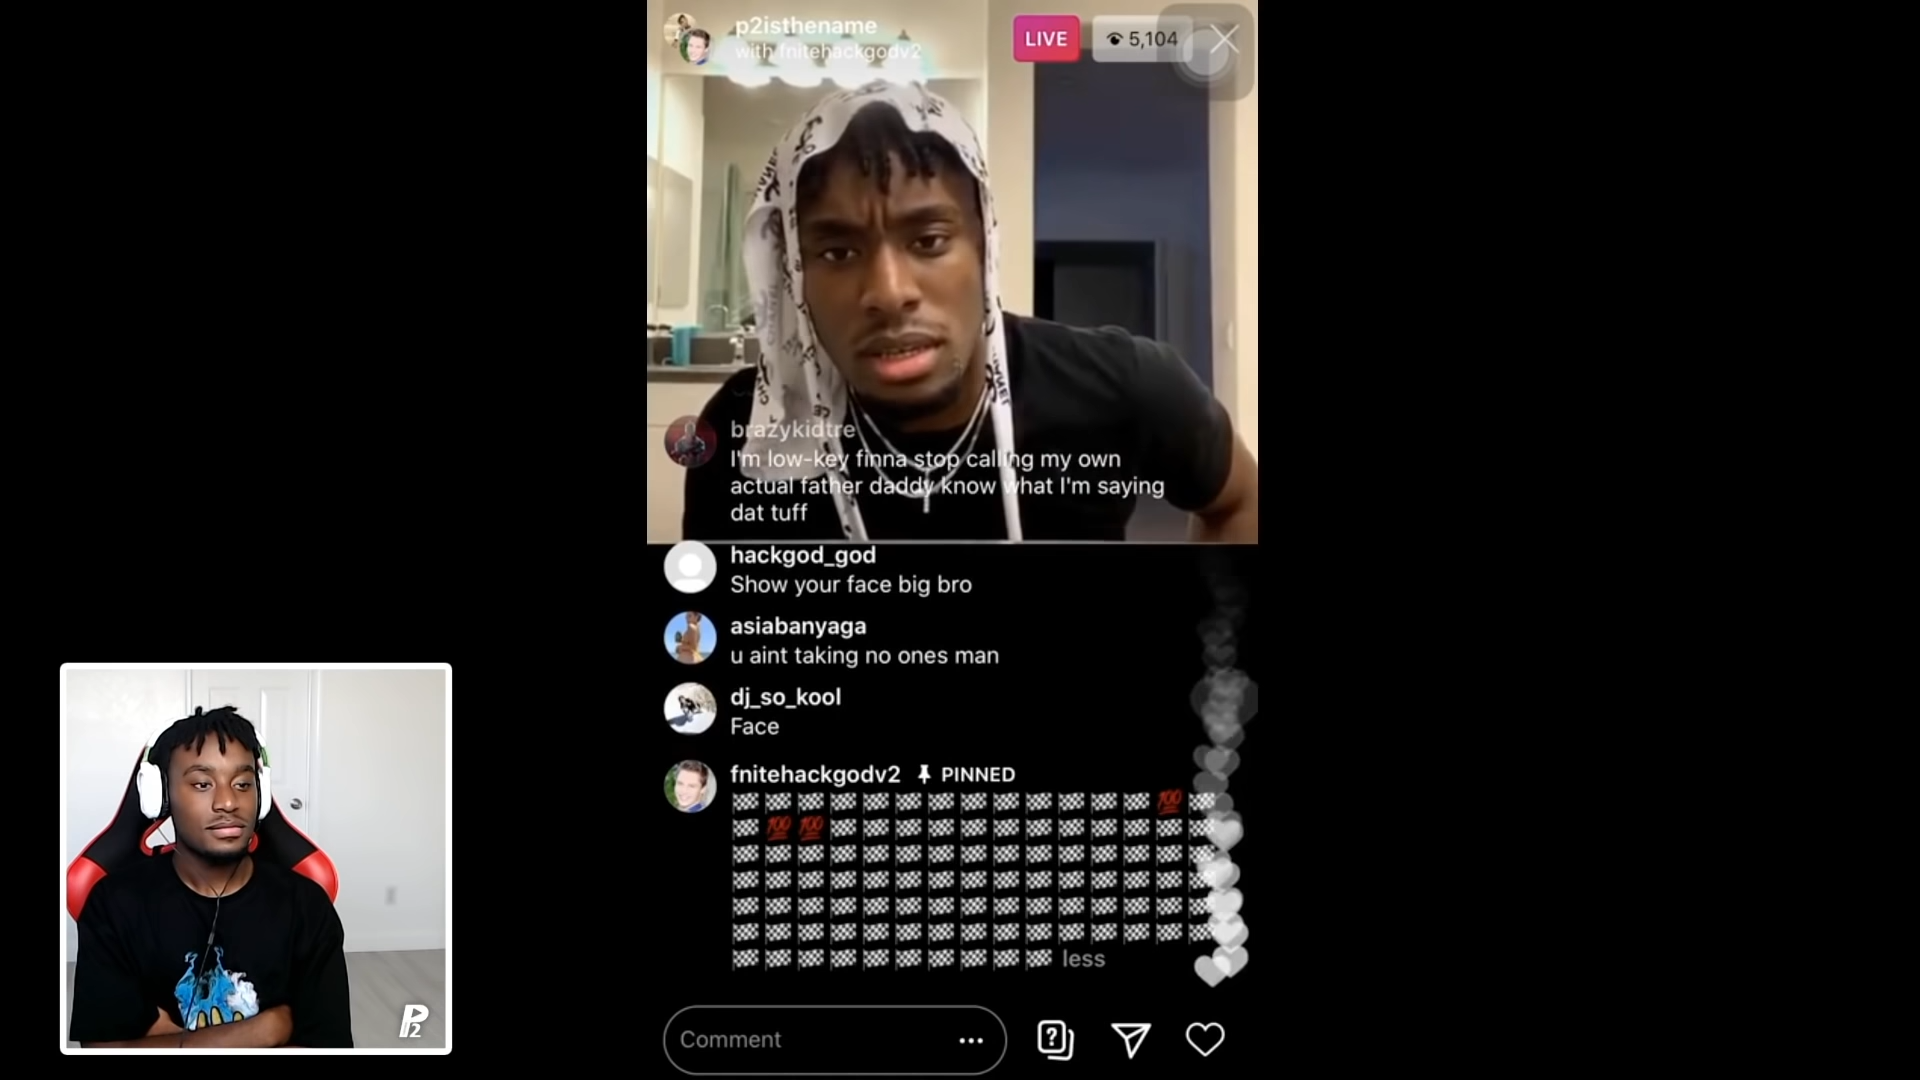 p2isthename
with fnitehackgodv2
LIVE
5,104
brazykidtre
I'm low-key finna stop calling my own
actual father daddy know what I'm saying
dat tuff
hackgod_god
Show your face big bro
asiabanyaga
u aint taking no ones man
dj_so_kool
Face
fnitehackgodv2 PINNED
less
Comment
P2